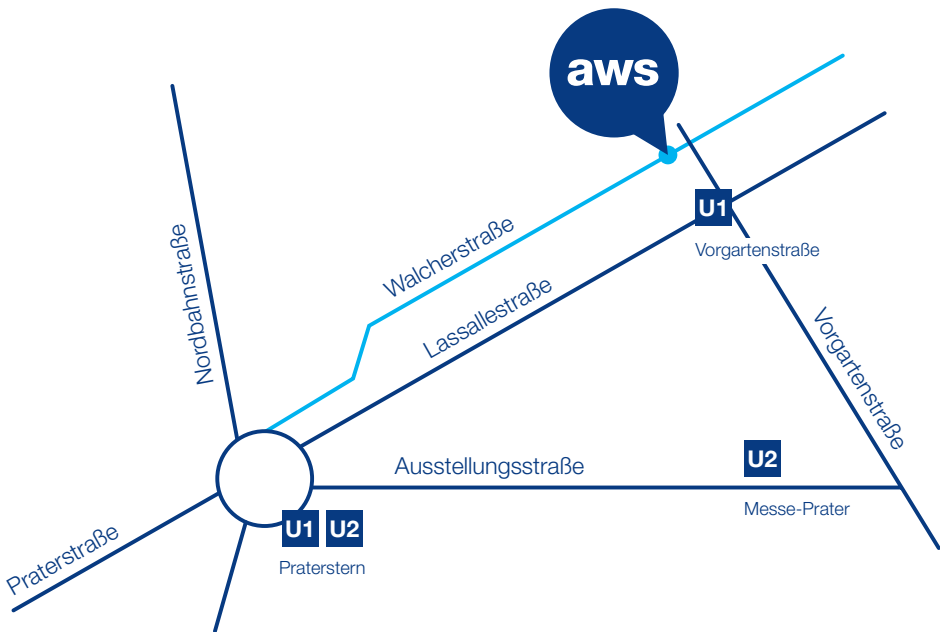 aws
U1
Vorgartenstraße
Walcherstraße
Nordbahnstraße
Lassallestraße
Vorgartenstraße
Ausstellungsstraße
U2
Messe-Prater
U1 U2
Praterstern
Praterstraße